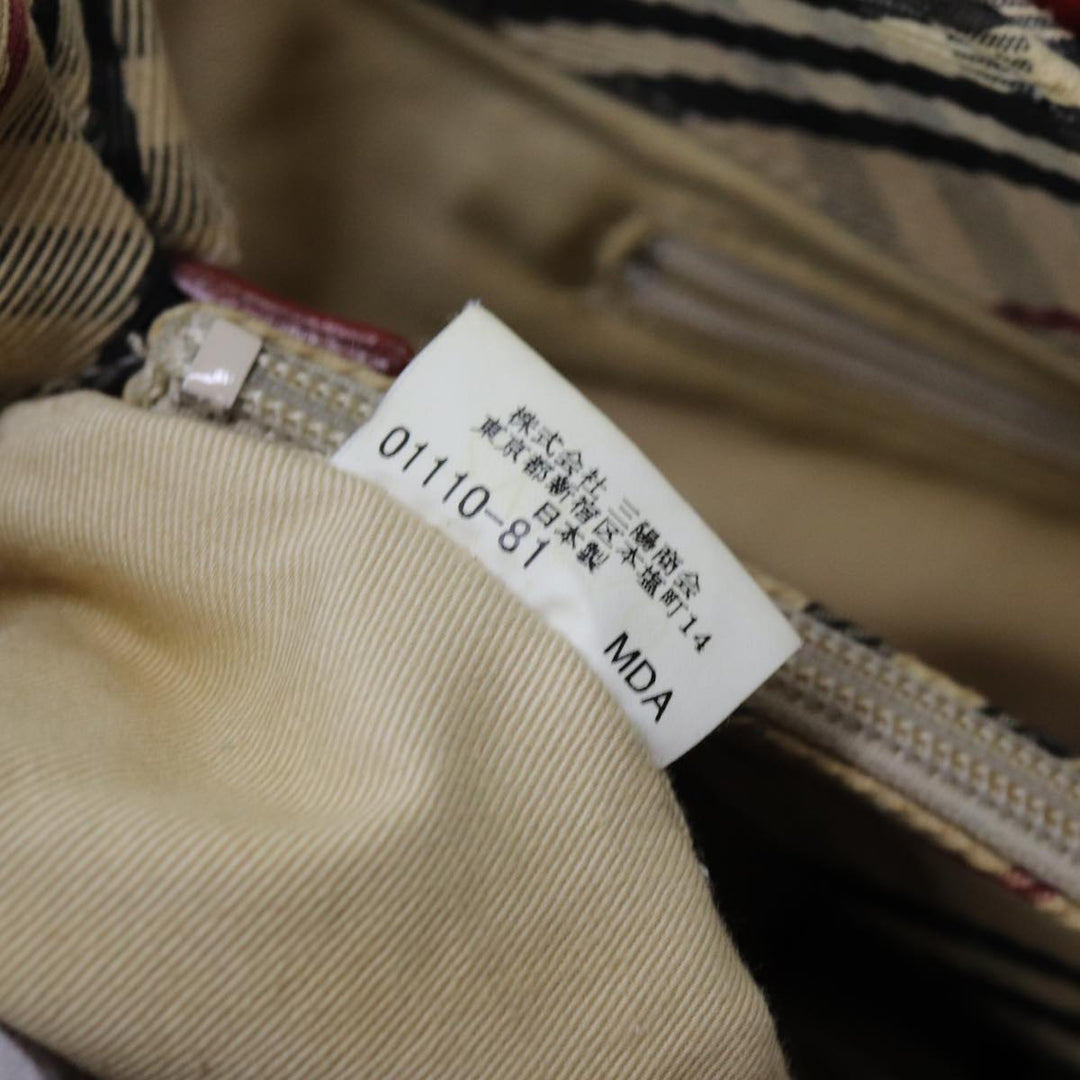 株式会社 三陽商会
東京都新宿区本塩町14
日本製
01110-81
MDA